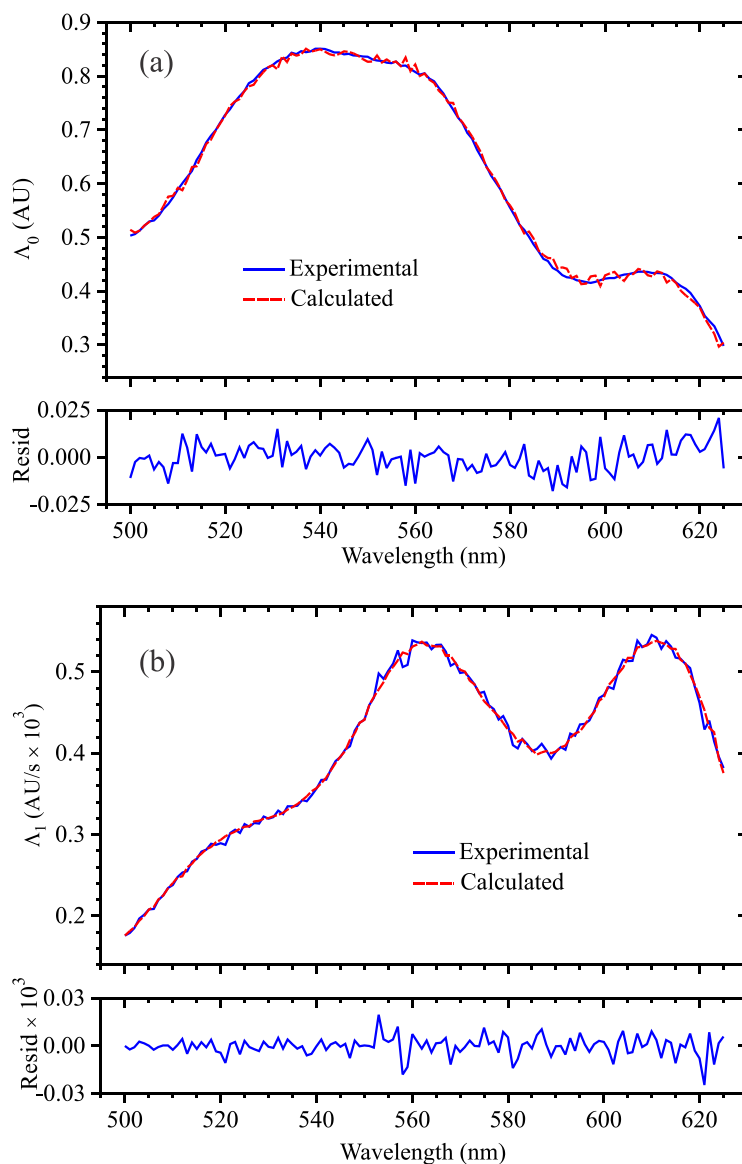 0.9
(a)
0.8
0.7
0.6
Λ0 (AU)
0.5
Experimental
0.4
Calculated
0.3
0.025
Resid
0.000
-0.025
500 520 540 560 580 600 620
Wavelength (nm)
(b)
0.5
0.4
Λ1 (AU/s × 10³)
0.3
Experimental
Calculated
0.2
0.03
Resid × 10³
0.00
-0.03
500 520 540 560 580 600 620
Wavelength (nm)